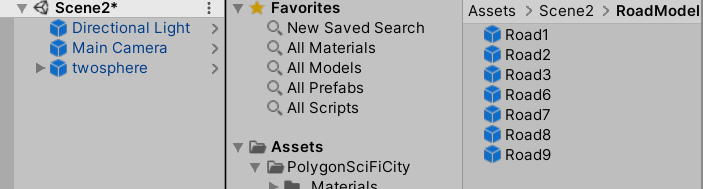 Scene2*
Directional Light
Main Camera
twosphere
Favorites
New Saved Search
All Materials
All Models
All Prefabs
All Scripts
Assets
PolygonSciFiCity
Materials
Assets > Scene2 > RoadModel
Road1
Road2
Road3
Road6
Road7
Road8
Road9